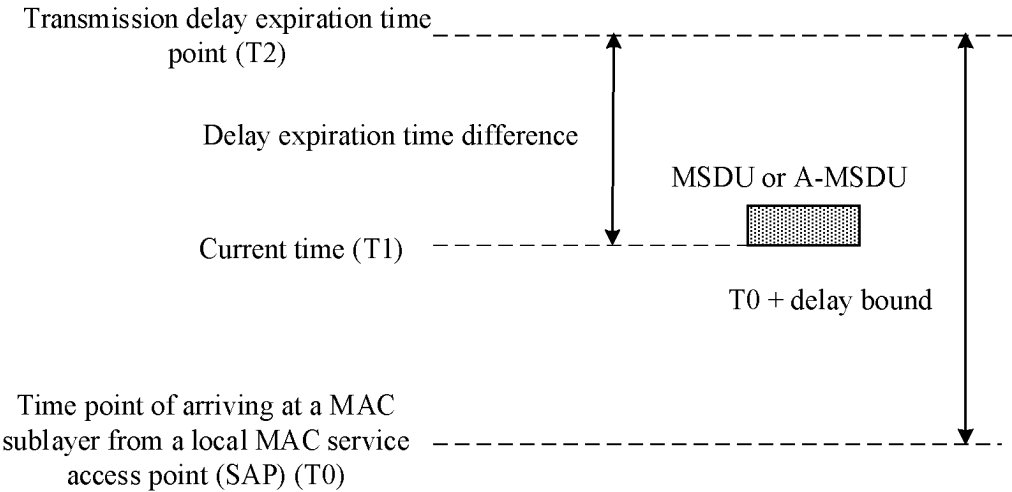 Transmission delay expiration time
point (T2)
Delay expiration time difference
MSDU or A-MSDU
Current time (T1)
T0 + delay bound
Time point of arriving at a MAC
sublayer from a local MAC service
access point (SAP) (T0)